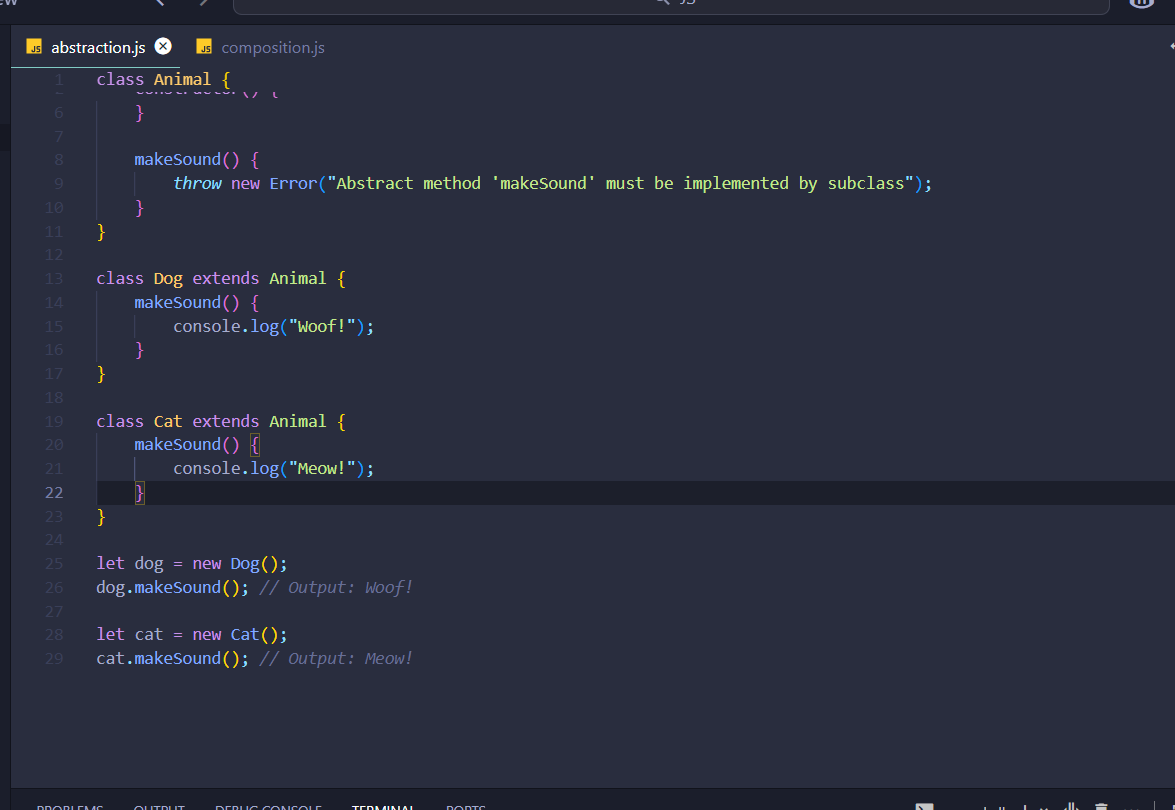 JS abstraction.js
JS composition.js
1 class Animal {
constructor() {
6 }
7
8 makeSound() {
9 throw new Error("Abstract method 'makeSound' must be implemented by subclass");
10 }
11 }
12
13 class Dog extends Animal {
14 makeSound() {
15 console.log("Woof!");
16 }
17 }
18
19 class Cat extends Animal {
20 makeSound() {
21 console.log("Meow!");
22 }
23 }
24
25 let dog = new Dog();
26 dog.makeSound(); // Output: Woof!
27
28 let cat = new Cat();
29 cat.makeSound(); // Output: Meow!
PROBLEMS OUTPUT DEBUG CONSOLE TERMINAL PORTS